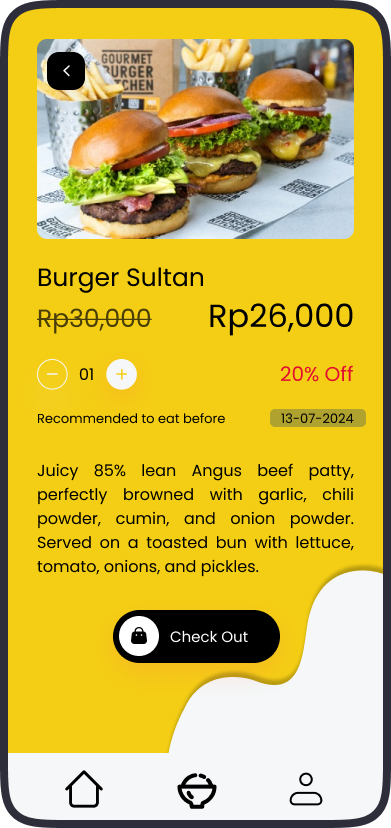 GOURMET
BURGER
KITCHEN
Burger Sultan
Rp30,000 Rp26,000
01 20% Off
Recommended to eat before 13-07-2024
Juicy 85% lean Angus beef patty,
perfectly browned with garlic, chili
powder, cumin, and onion powder.
Served on a toasted bun with lettuce,
tomato, onions, and pickles.
Check Out